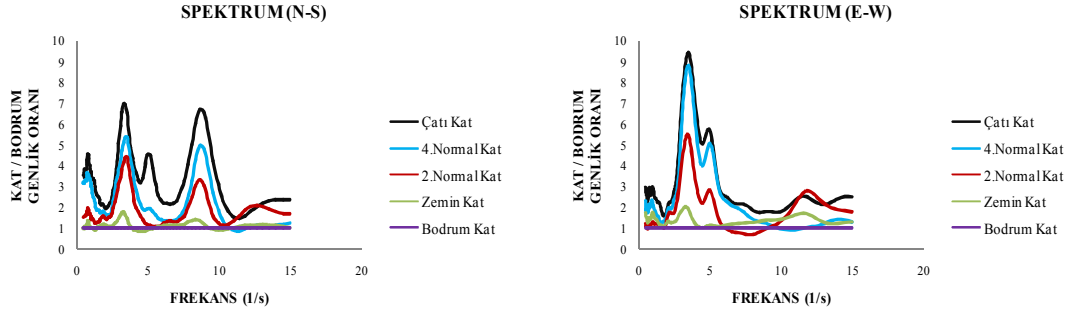 SPEKTRUM (N-S)
KAT / BODRUM
GENLİK ORANI
10
9
8
7
6
5
4
3
2
1
0
0
5
10
15
20
FREKANS (1/s)
Çatı Kat
4.Normal Kat
2.Normal Kat
Zemin Kat
Bodrum Kat
SPEKTRUM (E-W)
KAT / BODRUM
GENLİK ORANI
10
9
8
7
6
5
4
3
2
1
0
0
5
10
15
20
FREKANS (1/s)
Çatı Kat
4.Normal Kat
2.Normal Kat
Zemin Kat
Bodrum Kat